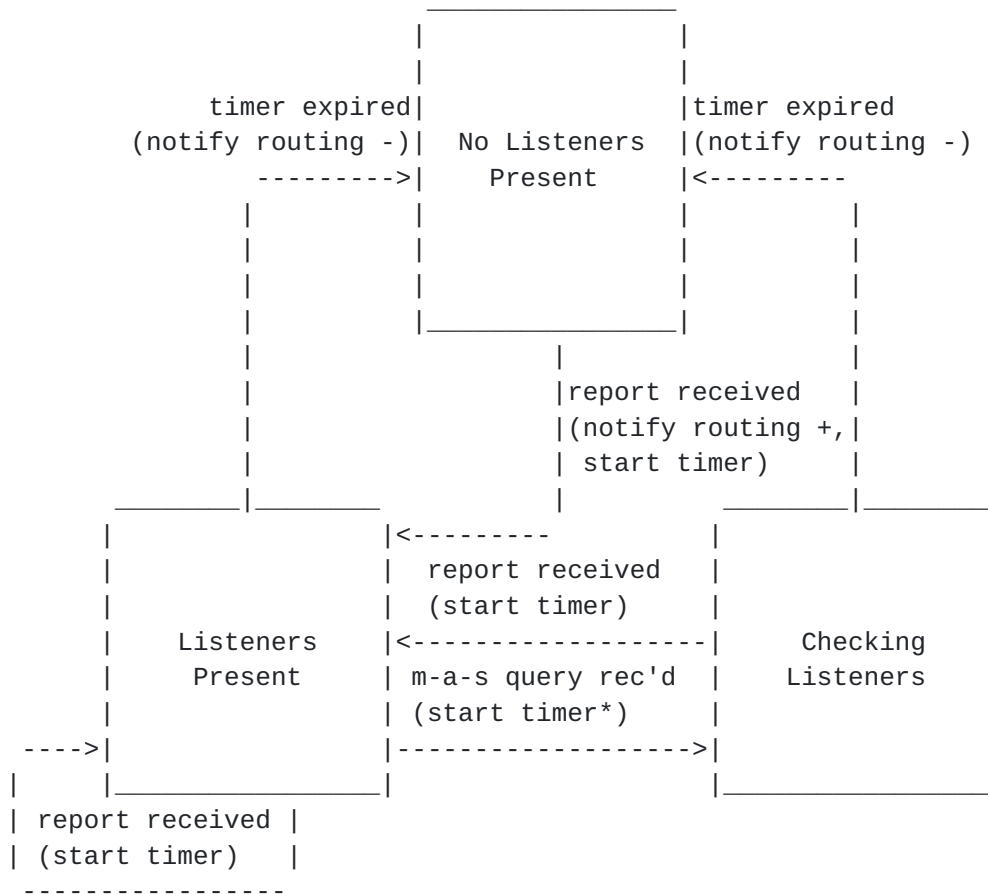 timer expired timer expired
(notify routing -) No Listeners (notify routing -)
Present
report received
(notify routing +,
start timer)
report received
(start timer)
Listeners Checking
Present m-a-s query rec'd Listeners
(start timer*)
report received
(start timer)